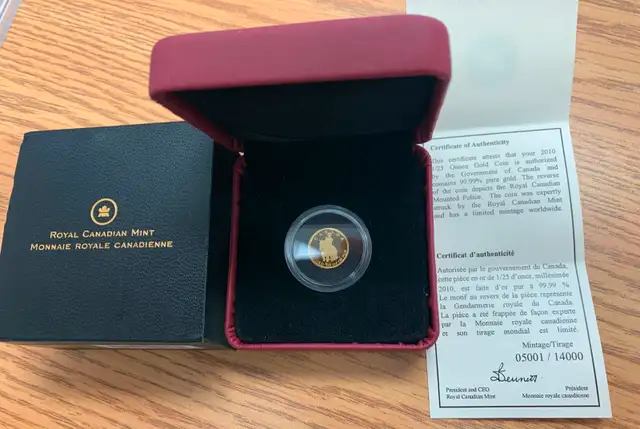 ROYAL CANADIAN MINT
MONNAIE ROYALE CANADIENNE
Certificate of Authenticity
This certificate attests that your 2010
1/25 Ounce Gold Coin is authorized
by the Government of Canada and
contains 99.99% pure gold. The reverse
of the coin depicts the Royal Canadian
Mounted Police. The coin was expertly
struck by the Royal Canadian Mint
and has a limited mintage worldwide
Certificat d'authenticité
Autorisée par le gouvernement du Canada,
cette pièce en or de 1/25 d'once, millésimée
2010, est faite d'or pur à 99,99 %
Le motif au revers de la pièce représente
la Gendarmerie royale du Canada.
La pièce a été frappée de façon experte
par la Monnaie royale canadienne
et son tirage mondial est limité.
Mintage/Tirage
05001 / 14000
President and CEO
Royal Canadian Mint
Président
Monnaie royale canadienne